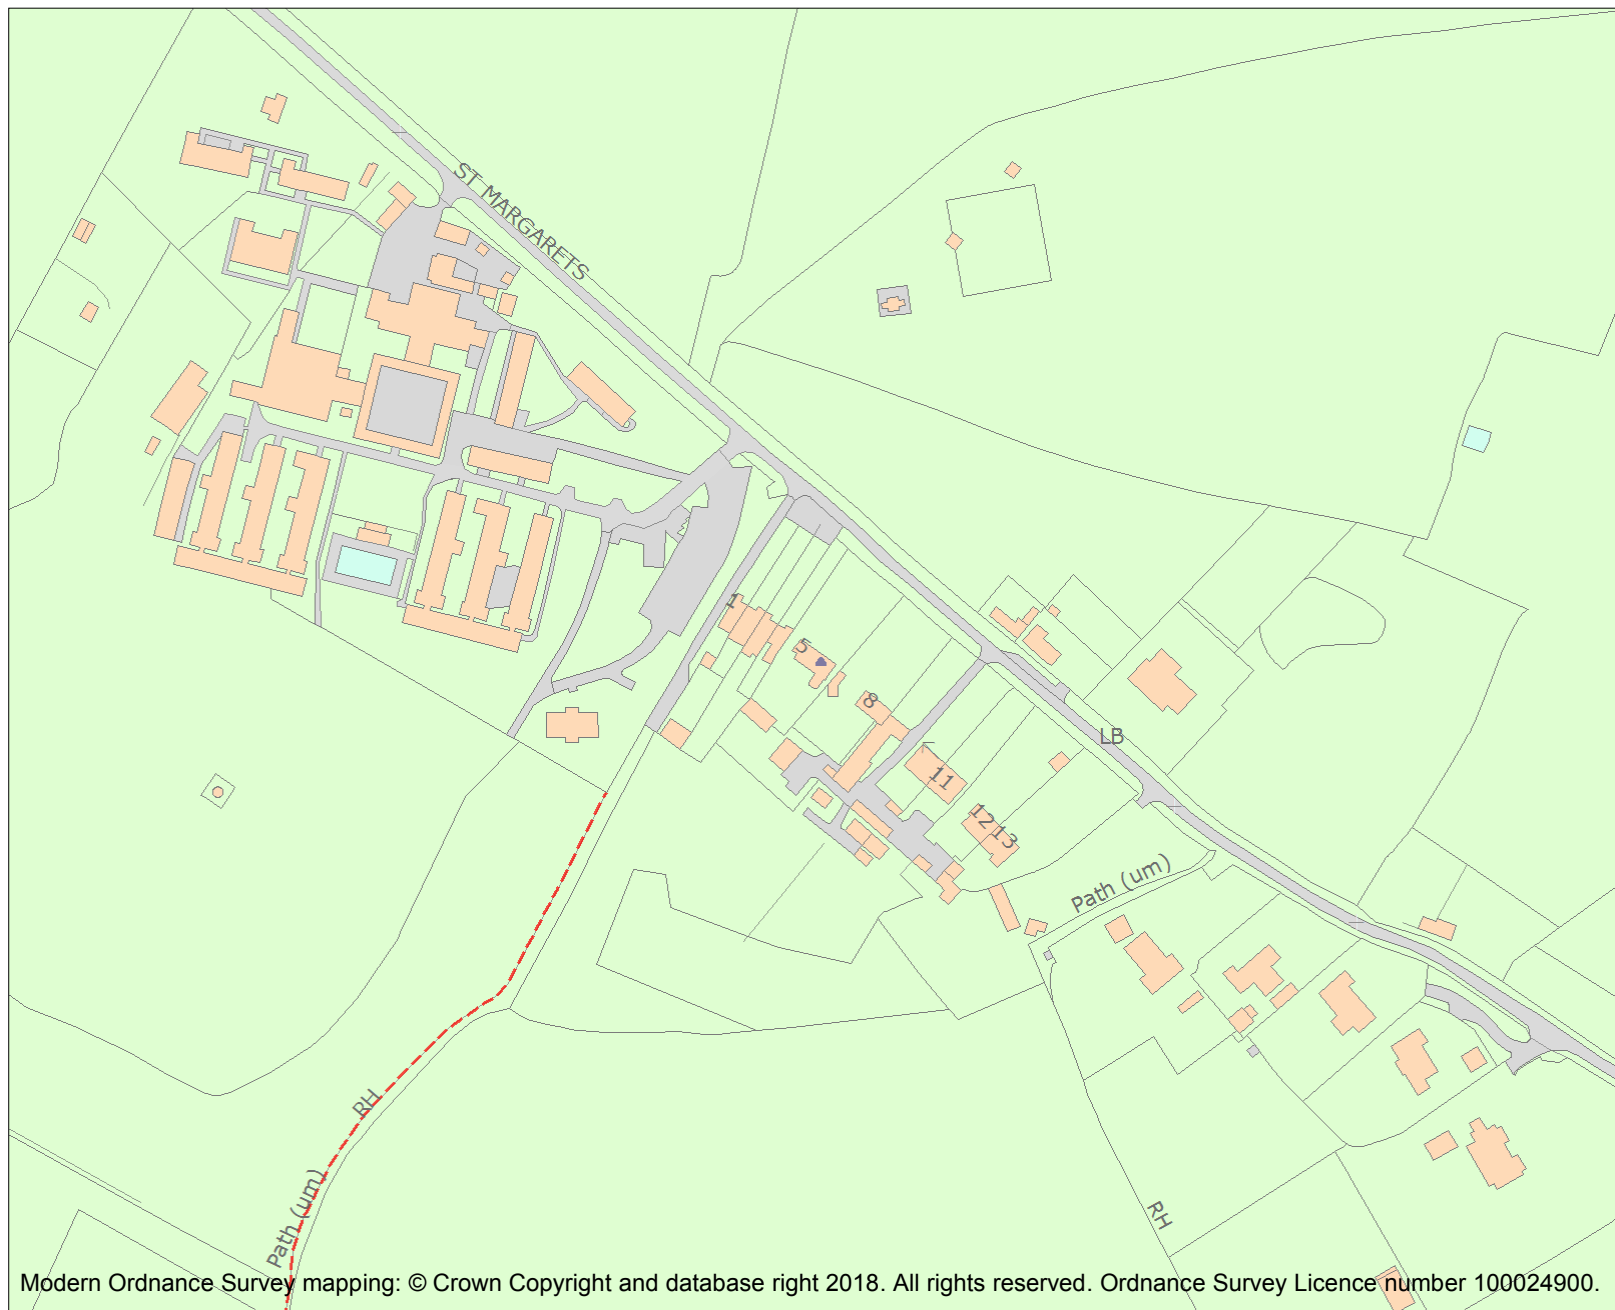 ST MARGARETS
1
5
8
LB
11
12
13
Path (um)
RH
Path (um)
RH
Modern Ordnance Survey mapping: © Crown Copyright and database right 2018. All rights reserved. Ordnance Survey Licence number 100024900.